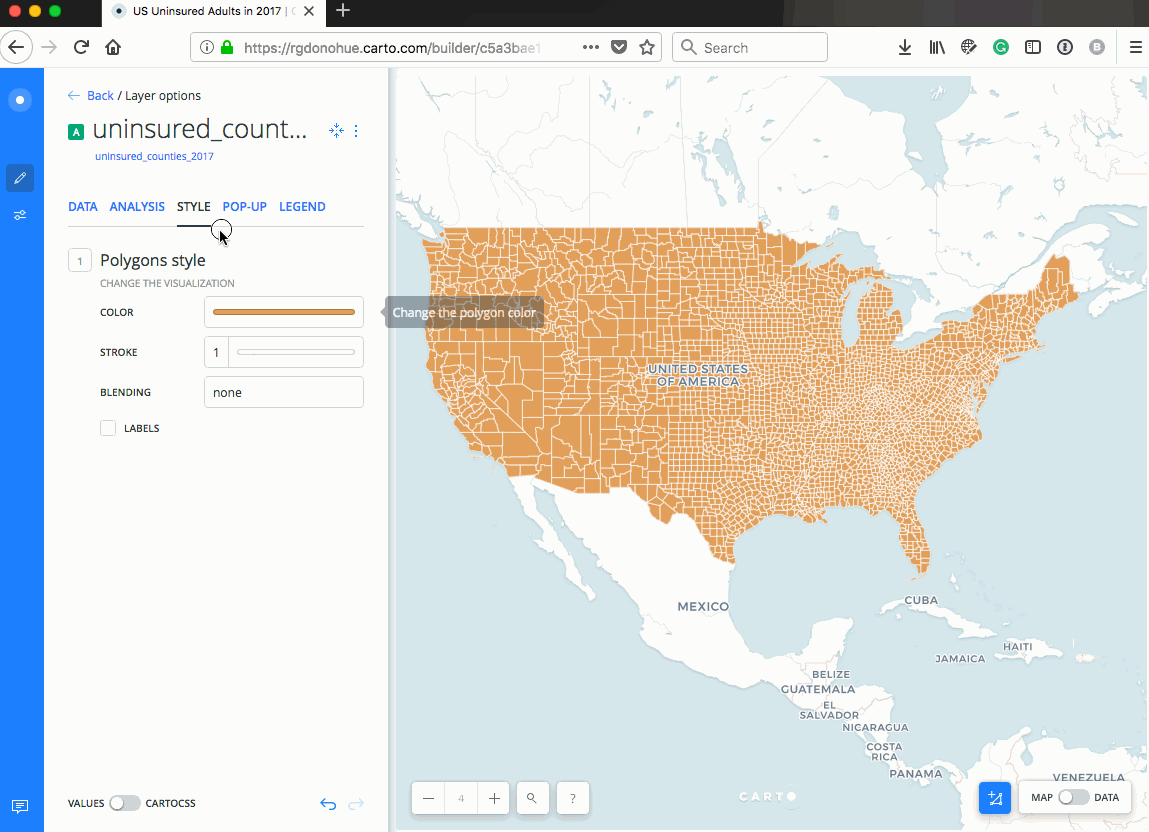 US Uninsured Adults in 2017 |
https://rgdonohue.carto.com/builder/c5a3bae1
Search
Back / Layer options
A
uninsured_count...
uninsured_counties_2017
DATA ANALYSIS STYLE POP-UP LEGEND
1 Polygons style
CHANGE THE VISUALIZATION
COLOR
Change the polygon color
STROKE 1
BLENDING none
LABELS
VALUES CARTOCSS
UNITED STATES
OF AMERICA
MEXICO
CUBA
HAITI
JAMAICA
BELIZE
GUATEMALA
EL
SALVADOR
NICARAGUA
COSTA
RICA
PANAMA
VENEZUELA
4
?
CARTO
MAP DATA
B